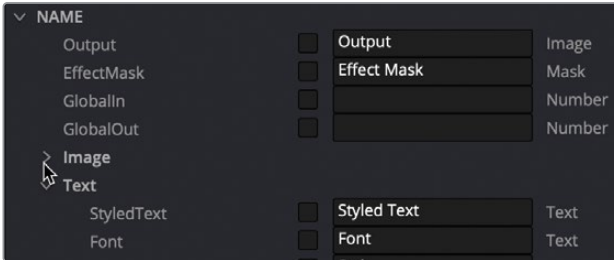 NAME
Output Output Image
EffectMask Effect Mask Mask
GlobalIn Number
GlobalOut Number
Image
Text
StyledText Styled Text Text
Font Font Text